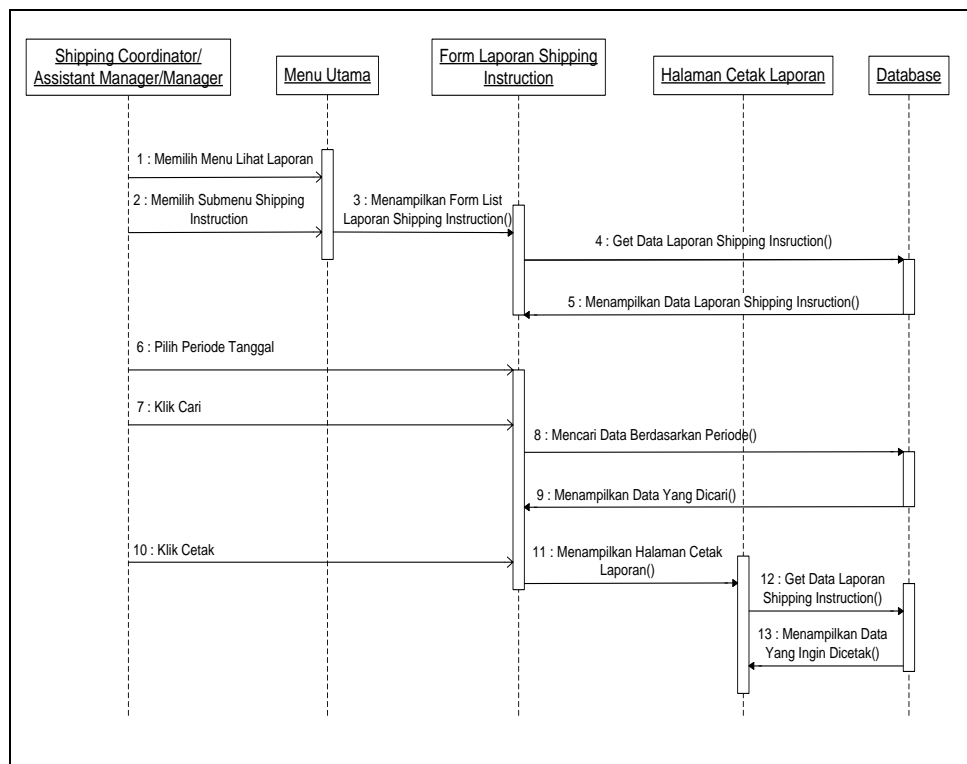 Shipping Coordinator/
Assistant Manager/Manager
Menu Utama
Form Laporan Shipping
Instruction
Halaman Cetak Laporan
Database
1 : Memilih Menu Lihat Laporan
2 : Memilih Submenu Shipping
Instruction
3 : Menampilkan Form List
Laporan Shipping Instruction()
4 : Get Data Laporan Shipping Insruction()
5 : Menampilkan Data Laporan Shipping Insruction()
6 : Pilih Periode Tanggal
7 : Klik Cari
8 : Mencari Data Berdasarkan Periode()
9 : Menampilkan Data Yang Dicari()
10 : Klik Cetak
11 : Menampilkan Halaman Cetak
Laporan()
12 : Get Data Laporan
Shipping Instruction()
13 : Menampilkan Data
Yang Ingin Dicetak()